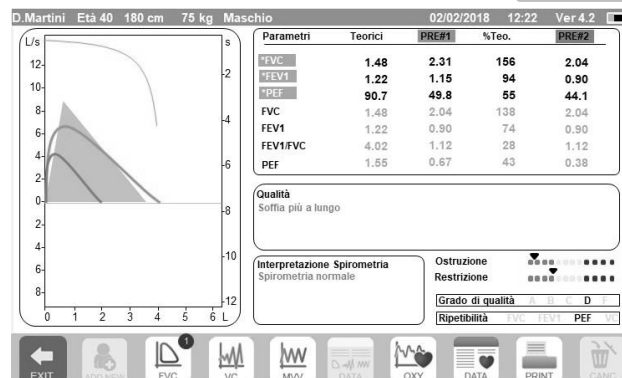 D.Martini Età 40 180 cm 75 kg Maschio 02/02/2018 12:22 Ver 4.2
L/s s
12-
10-
8-
6-
4-
2-
0-
2-
4-
6-
8-
-2
-4
-6
-8
-10
-12
0 1 2 3 4 5 6 L
Parametri Teorici PRE#1 %Teo. PRE#2
*FVC 1.48 2.31 156 2.04
*FEV1 1.22 1.15 94 0.90
*PEF 90.7 49.8 55 44.1
FVC 1.48 2.04 138 2.04
FEV1 1.22 0.90 74 0.90
FEV1/FVC 4.02 1.12 28 1.12
PEF 1.55 0.67 43 0.38
Qualità
Soffia più a lungo
Interpretazione Spirometria
Spirometria normale
Ostruzione
Restrizione
Grado di qualità A B C D F
Ripetibilità FVC FEV1 PEF VC
1
EXIT ADD NEW FVC VC MVV DATA OXY DATA PRINT CANC